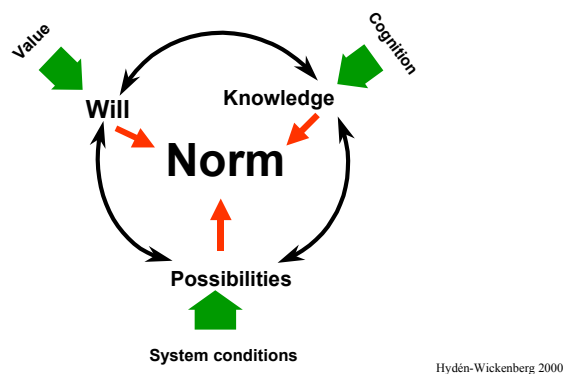 Value
Cognition
Will
Knowledge
Norm
Possibilities
System conditions
Hydén-Wickenberg 2000